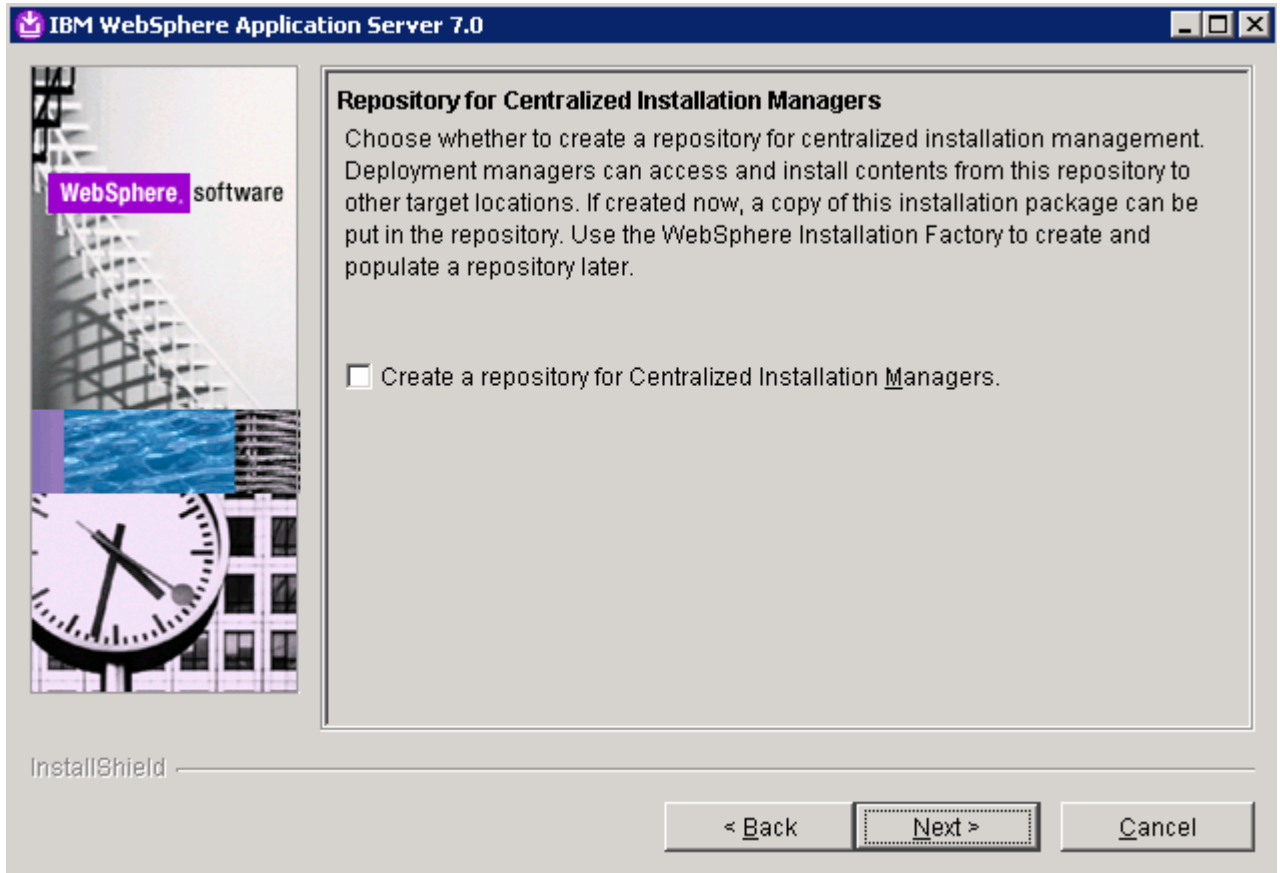 IBM WebSphere Application Server 7.0
WebSphere. software
Repository for Centralized Installation Managers
Choose whether to create a repository for centralized installation management.
Deployment managers can access and install contents from this repository to
other target locations. If created now, a copy of this installation package can be
put in the repository. Use the WebSphere Installation Factory to create and
populate a repository later.
Create a repository for Centralized Installation Managers.
InstallShield
< Back
Next >
Cancel